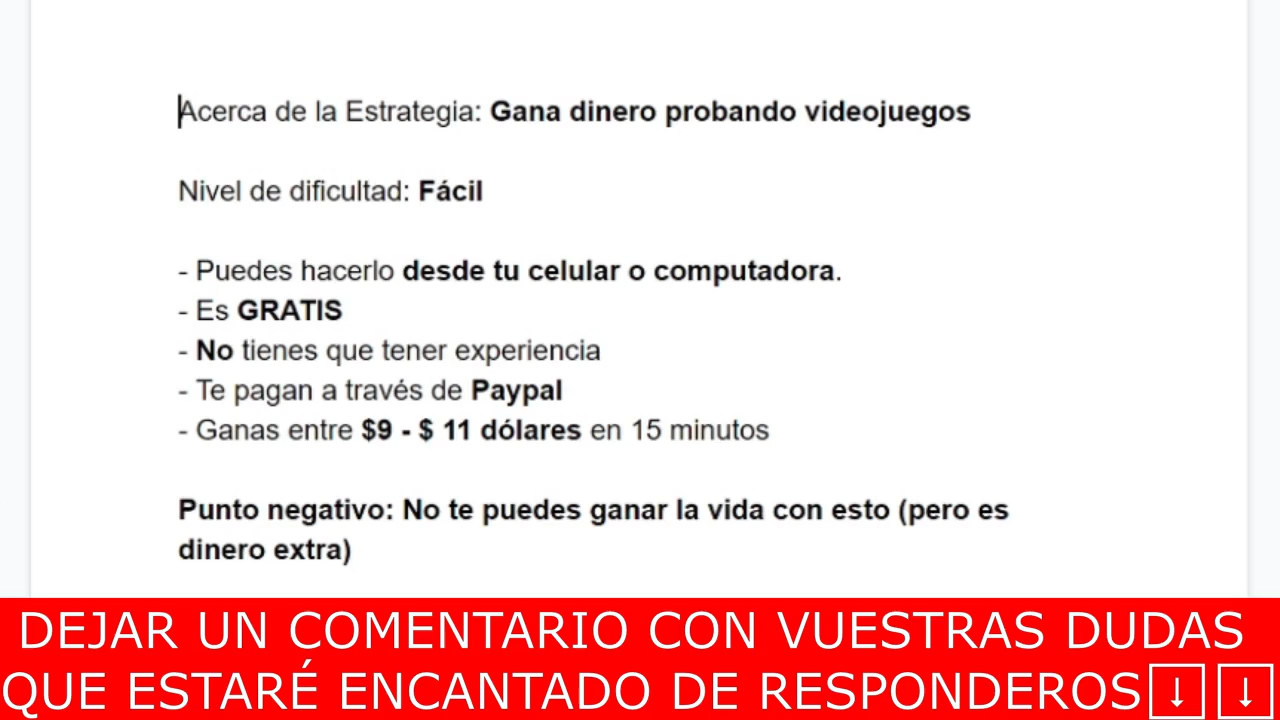 Acerca de la Estrategia: Gana dinero probando videojuegos
Nivel de dificultad: Fácil
- Puedes hacerlo desde tu celular o computadora.
- Es GRATIS
- No tienes que tener experiencia
- Te pagan a través de Paypal
- Ganas entre $9 - $ 11 dólares en 15 minutos
Punto negativo: No te puedes ganar la vida con esto (pero es
dinero extra)
DEJAR UN COMENTARIO CON VUESTRAS DUDAS
QUE ESTARÉ ENCANTADO DE RESPONDEROS↓ ↓